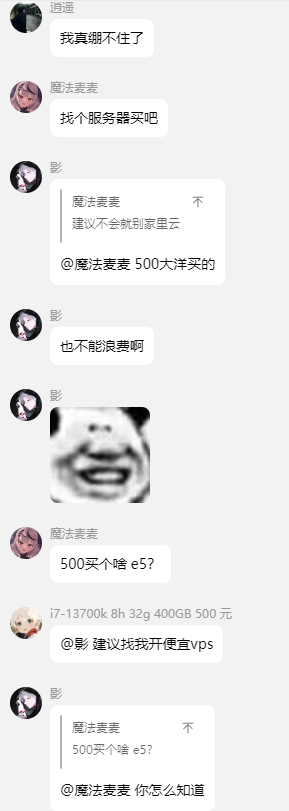 逍遥
我真绷不住了
魔法麦麦
找个服务器买吧
影
魔法麦麦
建议不会就别家里云
@魔法麦麦 500大洋买的
影
也不能浪费啊
影
魔法麦麦
500买个啥 e5?
i7-13700k 8h 32g 400GB 500 元
@影 建议找我开便宜vps
影
魔法麦麦
500买个啥 e5?
@魔法麦麦 你怎么知道